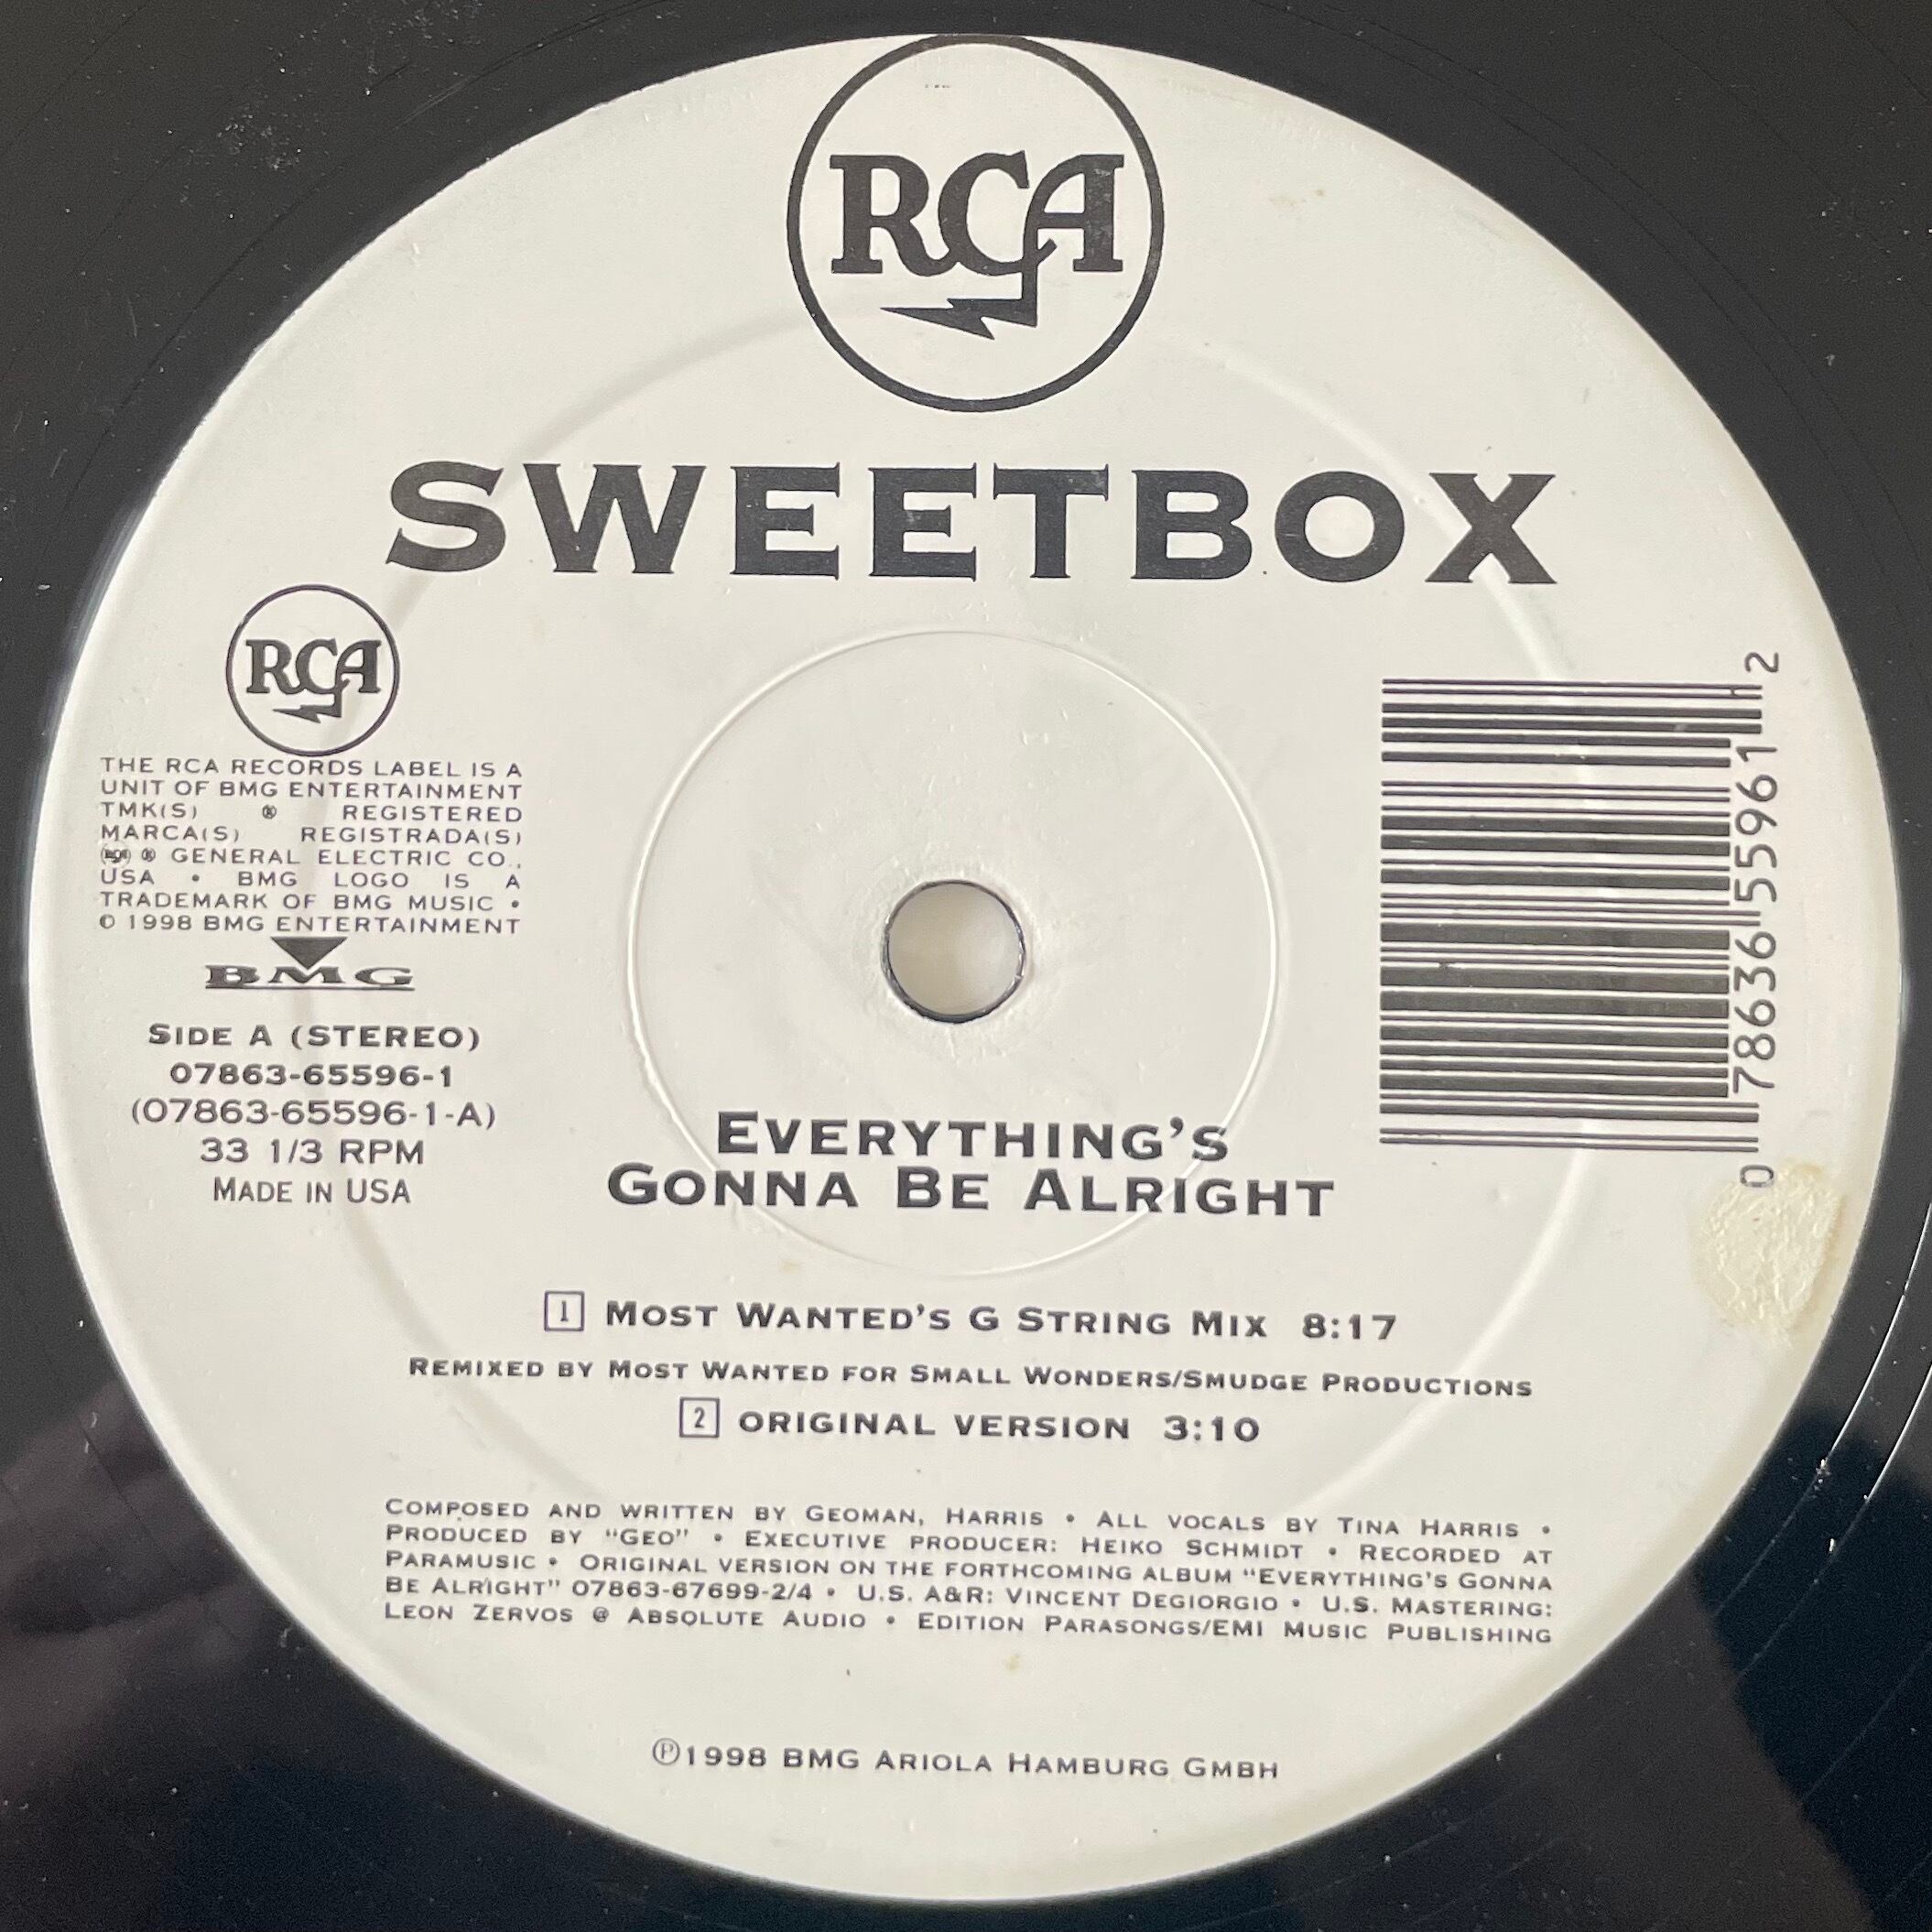 RCA
SWEETBOX
RCA
THE RCA RECORDS LABEL IS A
UNIT OF BMG ENTERTAINMENT
TMK(S) ® REGISTERED
MARCA(S) REGISTRADA(S)
® GENERAL ELECTRIC CO.,
USA • BMG LOGO IS A
TRADEMARK OF BMG MUSIC •
© 1998 BMG ENTERTAINMENT
BMG
SIDE A (STEREO)
07863-65596-1
(07863-65596-1-A)
33 1/3 RPM
MADE IN USA
0 78636 55961 2
EVERYTHING'S
GONNA BE ALRIGHT
1 MOST WANTED'S G STRING MIX 8:17
REMIXED BY MOST WANTED FOR SMALL WONDERS/SMUDGE PRODUCTIONS
2 ORIGINAL VERSION 3:10
COMPOSED AND WRITTEN BY GEOMAN, HARRIS • ALL VOCALS BY TINA HARRIS •
PRODUCED BY "GEO" • EXECUTIVE PRODUCER: HEIKO SCHMIDT • RECORDED AT
PARAMUSIC • ORIGINAL VERSION ON THE FORTHCOMING ALBUM "EVERYTHING'S GONNA
BE ALRIGHT" 07863-67699-2/4 • U.S. A&R: VINCENT DEGIORGIO • U.S. MASTERING:
LEON ZERVOS @ ABSOLUTE AUDIO • EDITION PARASONGS/EMI MUSIC PUBLISHING
℗1998 BMG ARIOLA HAMBURG GMBH